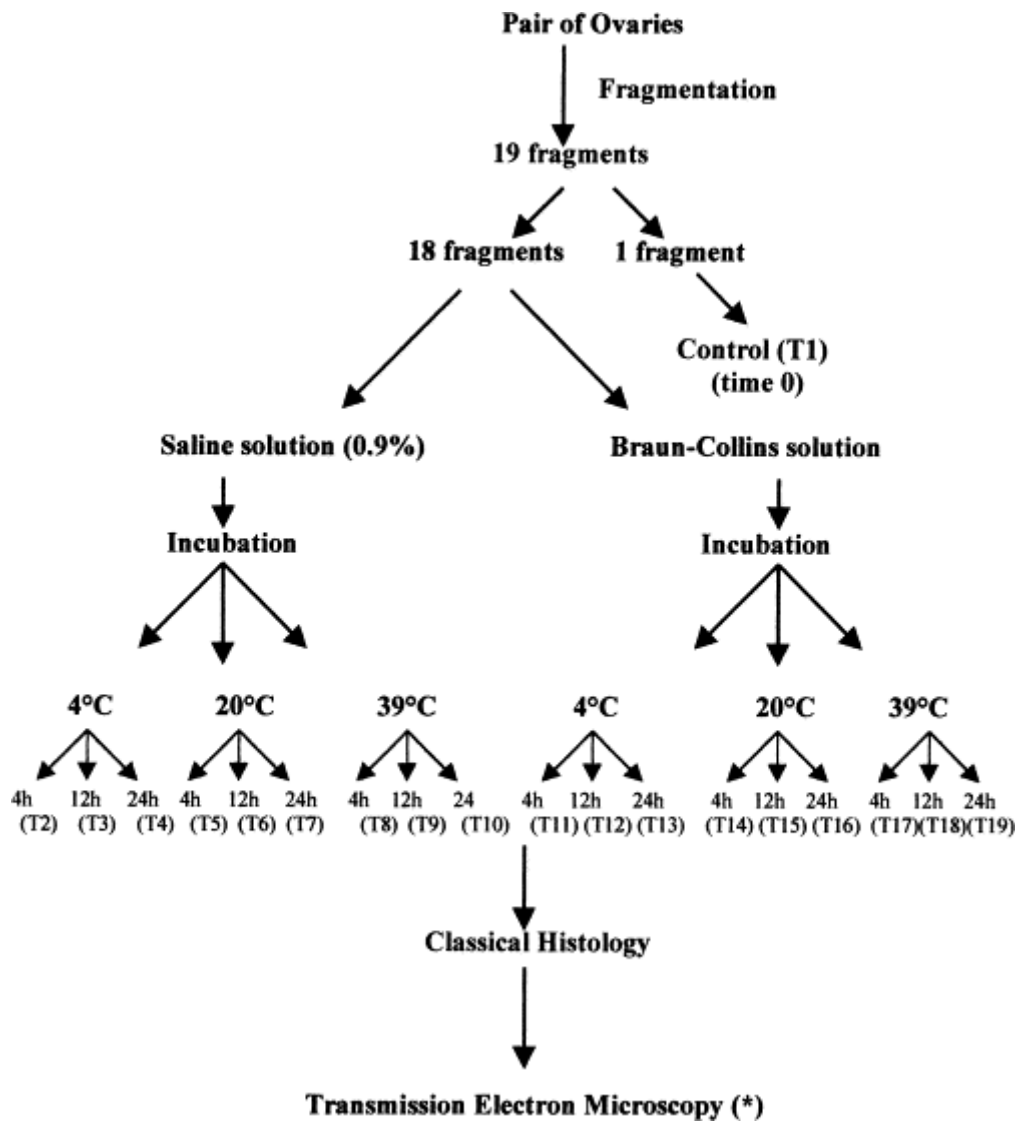 Pair of Ovaries
Fragmentation
19 fragments
18 fragments 1 fragment
Control (T1)
(time 0)
Saline solution (0.9%) Braun-Collins solution
Incubation Incubation
4°C 20°C 39°C 4°C 20°C 39°C
4h 12h 24h 4h 12h 24h 4h 12h 24 4h 12h 24h 4h 12h 24h 4h 12h 24h
(T2) (T3) (T4) (T5) (T6) (T7) (T8) (T9) (T10) (T11) (T12) (T13) (T14) (T15) (T16) (T17)(T18)(T19)
Classical Histology
Transmission Electron Microscopy (*)